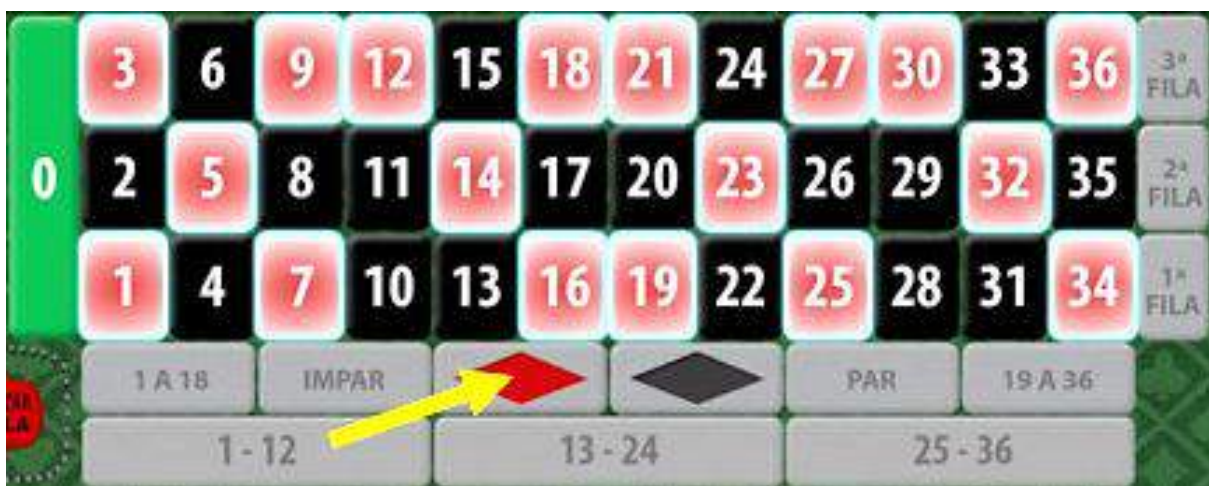 3 6 9 12 15 18 21 24 27 30 33 36 3ª FILA
0 2 5 8 11 14 17 20 23 26 29 32 35 2ª FILA
1 4 7 10 13 16 19 22 25 28 31 34 1ª FILA
1 A 18 IMPAR PAR 19 A 36
1 - 12 13 - 24 25 - 36